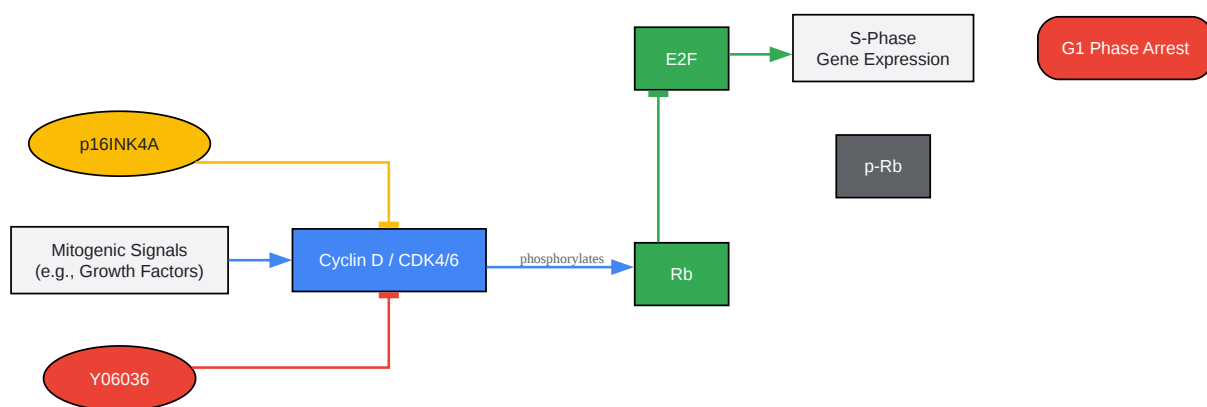 E2F
S-Phase
Gene Expression
G1 Phase Arrest
p16INK4A
p-Rb
Mitogenic Signals
(e.g., Growth Factors)
Cyclin D / CDK4/6
phosphorylates
Rb
Y06036